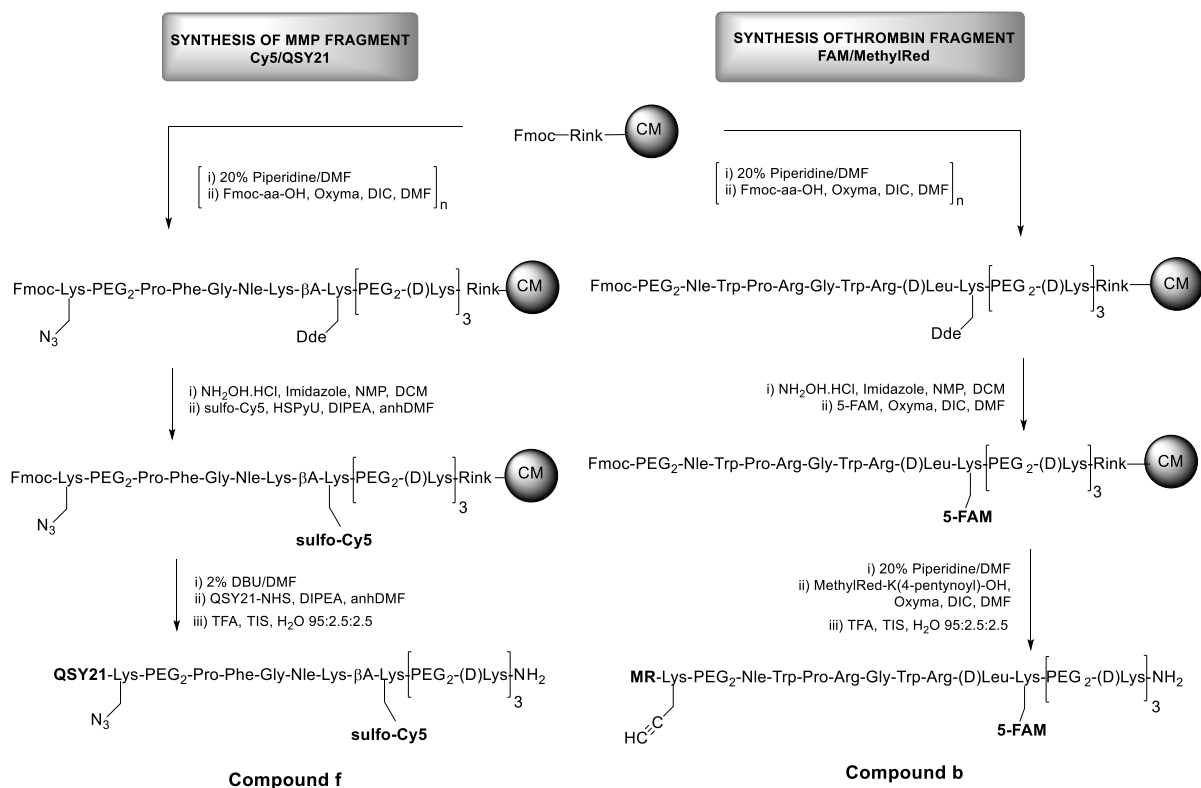 SYNTHESIS OF MMP FRAGMENT
Cy5/QSY21
SYNTHESIS OFTHROMBIN FRAGMENT
FAM/MethylRed
Fmoc—Rink—CM
i) 20% Piperidine/DMF
ii) Fmoc-aa-OH, Oxyma, DIC, DMF
n
i) 20% Piperidine/DMF
ii) Fmoc-aa-OH, Oxyma, DIC, DMF
n
Fmoc-Lys-PEG2-Pro-Phe-Gly-Nle-Lys-βA-Lys-[PEG2-(D)Lys-]3 Rink-CM
N3
Dde
Fmoc-PEG2-Nle-Trp-Pro-Arg-Gly-Trp-Arg-(D)Leu-Lys-[PEG2-(D)Lys-]3Rink-CM
Dde
i) NH2OH.HCl, Imidazole, NMP, DCM
ii) sulfo-Cy5, HSPyU, DIPEA, anhDMF
i) NH2OH.HCl, Imidazole, NMP, DCM
ii) 5-FAM, Oxyma, DIC, DMF
Fmoc-Lys-PEG2-Pro-Phe-Gly-Nle-Lys-βA-Lys-[PEG2-(D)Lys-]3Rink-CM
N3
sulfo-Cy5
Fmoc-PEG2-Nle-Trp-Pro-Arg-Gly-Trp-Arg-(D)Leu-Lys-[PEG2-(D)Lys-]3Rink-CM
5-FAM
i) 2% DBU/DMF
ii) QSY21-NHS, DIPEA, anhDMF
iii) TFA, TIS, H2O 95:2.5:2.5
i) 20% Piperidine/DMF
ii) MethylRed-K(4-pentynoyl)-OH,
Oxyma, DIC, DMF
iii) TFA, TIS, H2O 95:2.5:2.5
QSY21-Lys-PEG2-Pro-Phe-Gly-Nle-Lys-βA-Lys-[PEG2-(D)Lys-]3NH2
N3
sulfo-Cy5
MR-Lys-PEG2-Nle-Trp-Pro-Arg-Gly-Trp-Arg-(D)Leu-Lys-[PEG2-(D)Lys-]3NH2
HC≡C
5-FAM
Compound f
Compound b